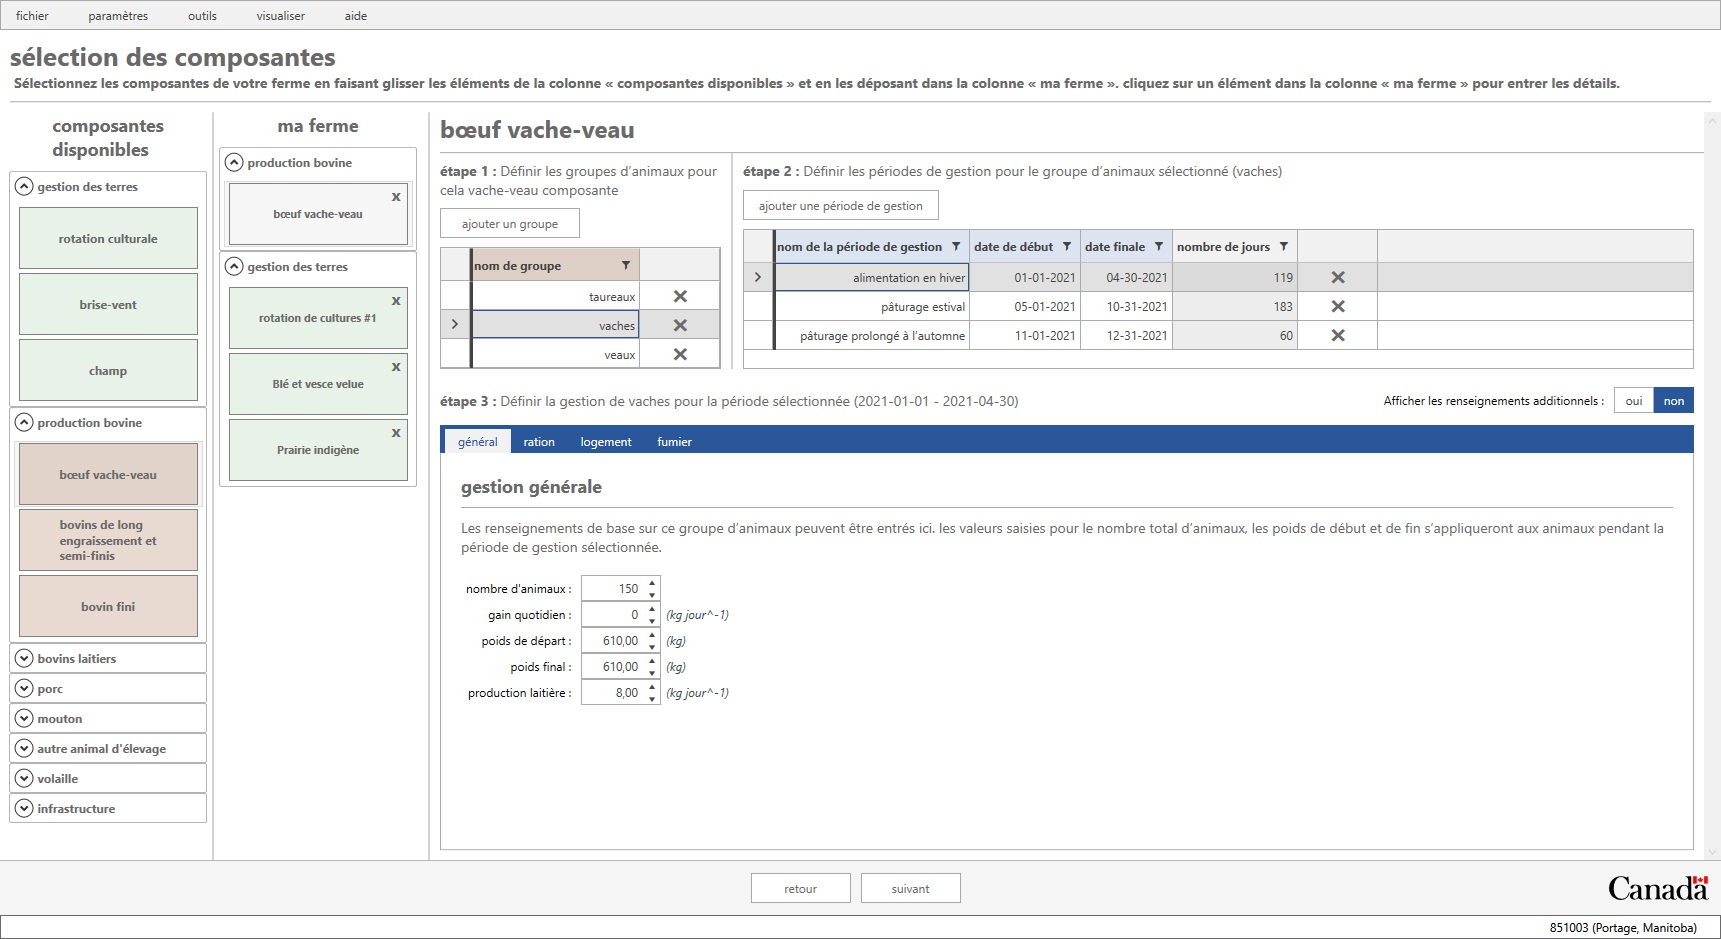 fichier paramètres outils visualiser aide
sélection des composantes
Sélectionnez les composantes de votre ferme en faisant glisser les éléments de la colonne « composantes disponibles » et en les déposant dans la colonne « ma ferme ». cliquez sur un élément dans la colonne « ma ferme » pour entrer les détails.
composantes
disponibles
gestion des terres
rotation culturale
brise-vent
champ
production bovine
bœuf vache-veau
bovins de long
engraissement et
semi-finis
bovin fini
bovins laitiers
porc
mouton
autre animal d'élevage
volaille
infrastructure
ma ferme
production bovine
bœuf vache-veau x
gestion des terres
rotation de cultures #1 x
Blé et vesce velue x
Prairie indigène x
bœuf vache-veau
étape 1 : Définir les groupes d'animaux pour
cela vache-veau composante
ajouter un groupe
nom de groupe
taureaux
vaches
veaux
étape 2 : Définir les périodes de gestion pour le groupe d'animaux sélectionné (vaches)
ajouter une période de gestion
nom de la période de gestion date de début date finale nombre de jours
alimentation en hiver 01-01-2021 04-30-2021 119
pâturage estival 05-01-2021 10-31-2021 183
pâturage prolongé à l'automne 11-01-2021 12-31-2021 60
étape 3 : Définir la gestion de vaches pour la période sélectionnée (2021-01-01 - 2021-04-30)
Afficher les renseignements additionnels : oui non
général ration logement fumier
gestion générale
Les renseignements de base sur ce groupe d'animaux peuvent être entrés ici. les valeurs saisies pour le nombre total d'animaux, les poids de début et de fin s'appliqueront aux animaux pendant la
période de gestion sélectionnée.
nombre d'animaux : 150
gain quotidien : 0 (kg jour^-1)
poids de départ : 610,00 (kg)
poids final : 610,00 (kg)
production laitière : 8,00 (kg jour^-1)
retour suivant
Canada
851003 (Portage, Manitoba)